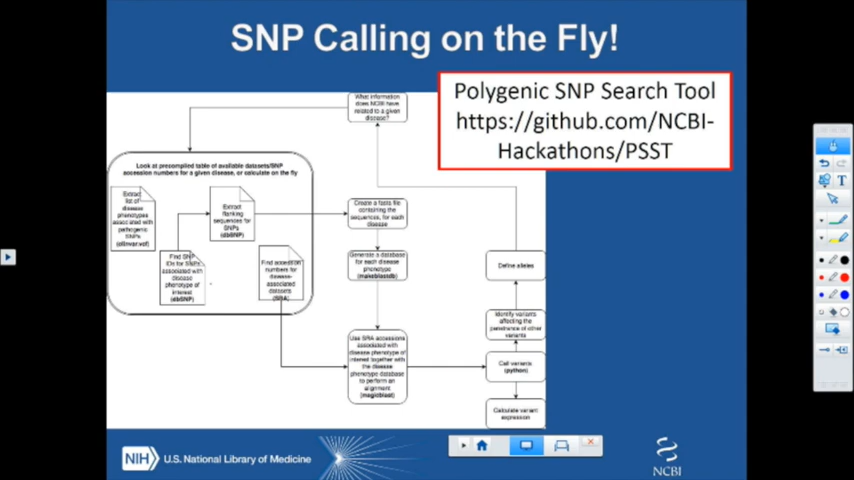 SNP Calling on the Fly!
Polygenic SNP Search Tool
https://github.com/NCBI-
Hackathons/PSST
What information
does NCBI have
related to a given
disease?
Look at precompiled table of available datasets/SNP
accession numbers for a given disease, or calculate on the fly
Extract
list of
disease
phenotypes
associated with
pathogenic
SNPs
(clinvar.vcf)
Extract
flanking
sequences for
SNPs
(dbSNP)
Find SNP
IDs for SNPs
associated with
disease
phenotype of
interest
(dbSNP)
Find accession
numbers for
disease-
associated
datasets
(SRA)
Create a fasta file
containing the
sequences, for each
disease
Generate a database
for each disease
phenotype
(makeblastdb)
Use SRA accessions
associated with
disease phenotype of
interest together with
the disease
phenotype database
to perform an
alignment
(magicblast)
Define alleles
Identify variants
affecting the
penetrance of other
variants
Call variants
(python)
Calculate variant
expression
NIH U.S. National Library of Medicine
NCBI
T